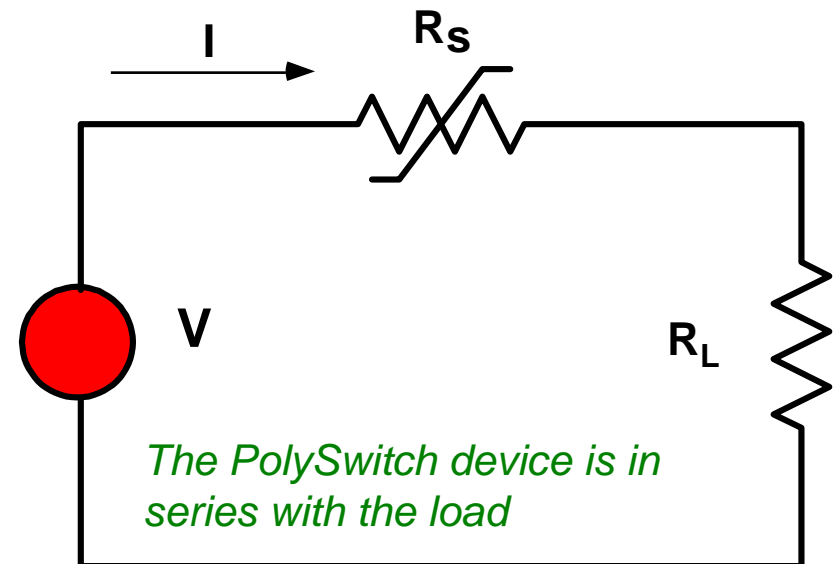 I
RS
V
RL
The PolySwitch device is in
series with the load